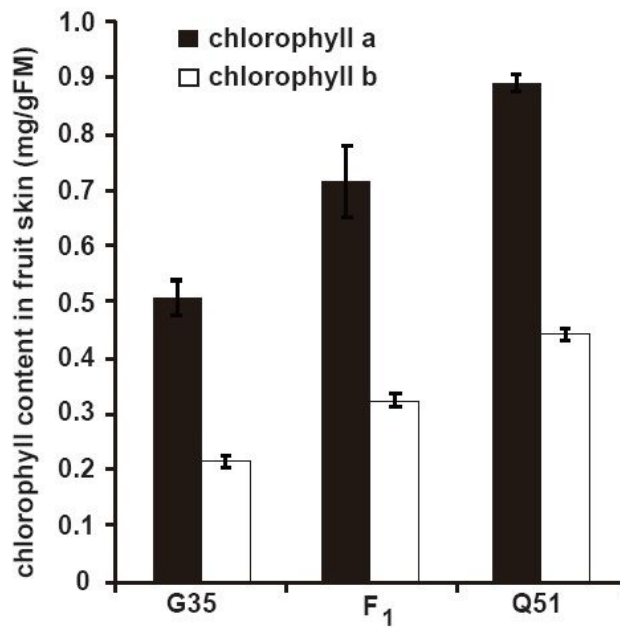 chlorophyll content in fruit skin (mg/gFM)
1.0
0.9
0.8
0.7
0.6
0.5
0.4
0.3
0.2
0.1
0
chlorophyll a
chlorophyll b
G35
F1
Q51